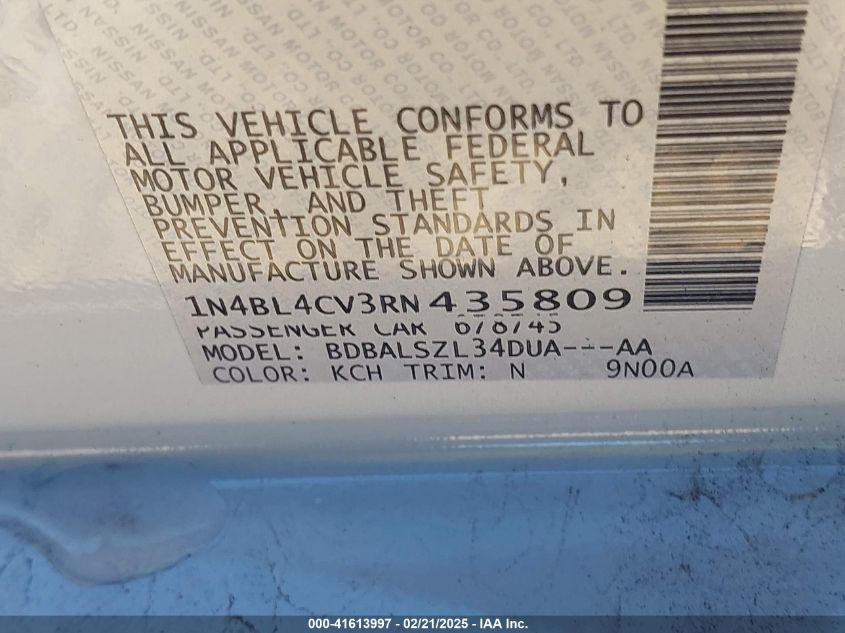 THIS VEHICLE CONFORMS TO
ALL APPLICABLE FEDERAL
MOTOR VEHICLE SAFETY,
BUMPER, AND THEFT
PREVENTION STANDARDS IN
EFFECT ON THE DATE OF
MANUFACTURE SHOWN ABOVE.
1N4BL4CV3RN435809
PASSENGER CAR
MODEL: BDBALSZL34DUA---AA
COLOR: KCH TRIM: N 9N00A
000-41613997 - 02/21/2025 - IAA Inc.